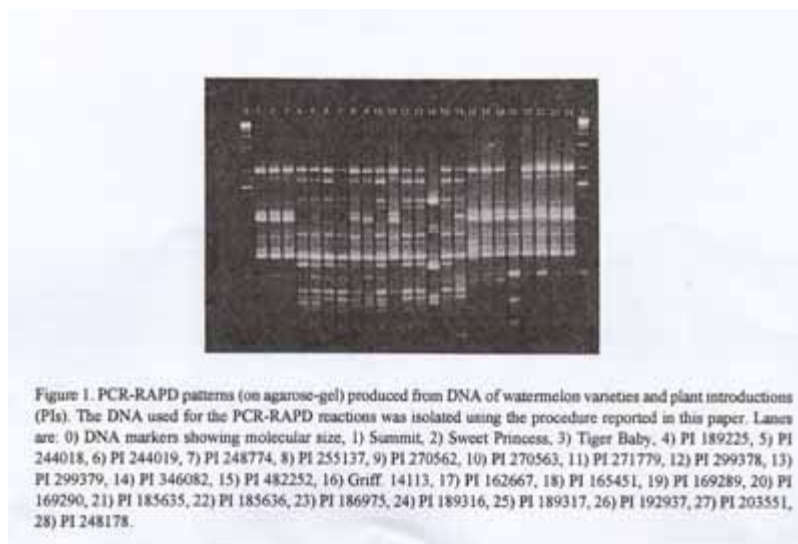 Figure 1. PCR-RAPD patterns (on agarose-gel) produced from DNA of watermelon varieties and plant introductions
(PIs). The DNA used for the PCR-RAPD reactions was isolated using the procedure reported in this paper. Lanes
are: 0) DNA markers showing molecular size, 1) Summit, 2) Sweet Princess, 3) Tiger Baby, 4) PI 189225, 5) PI
244018, 6) PI 244019, 7) PI 248774, 8) PI 255137, 9) PI 270562, 10) PI 270563, 11) PI 271779, 12) PI 299378, 13)
PI 299379, 14) PI 346082, 15) PI 482252, 16) Griff. 14113, 17) PI 162667, 18) PI 165451, 19) PI 169289, 20) PI
169290, 21) PI 185635, 22) PI 185636, 23) PI 186975, 24) PI 189316, 25) PI 189317, 26) PI 192937, 27) PI 203551,
28) PI 248178.